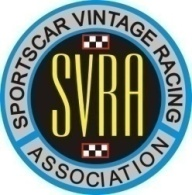 SPORTSCAR VINTAGE RACING
SVRA
ASSOCIATION